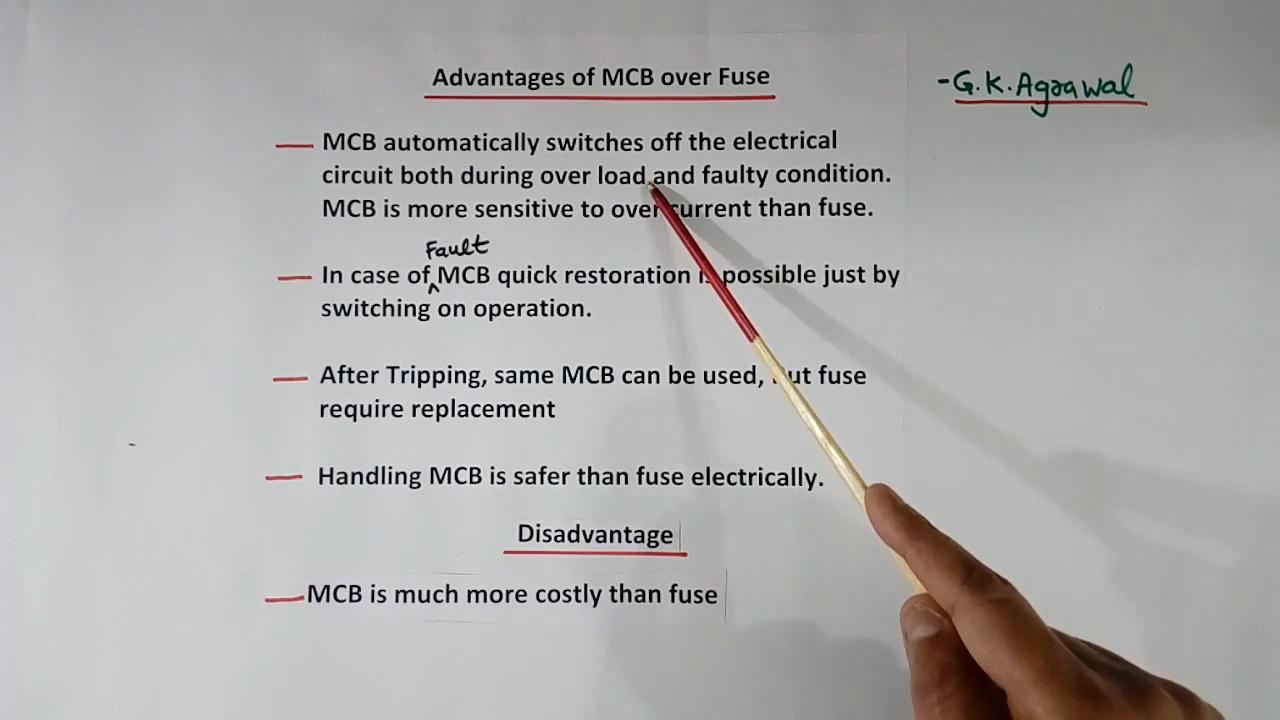 Advantages of MCB over Fuse
-G.K.Agrawal
MCB automatically switches off the electrical
circuit both during over load and faulty condition.
MCB is more sensitive to over current than fuse.
Fault
In case of MCB quick restoration is possible just by
switching on operation.
After Tripping, same MCB can be used, but fuse
require replacement
Handling MCB is safer than fuse electrically.
Disadvantage
MCB is much more costly than fuse